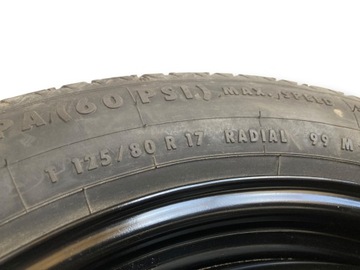 PA (60 PSI) MAX. SPEED
T 125/80 R 17 RADIAL 99 M